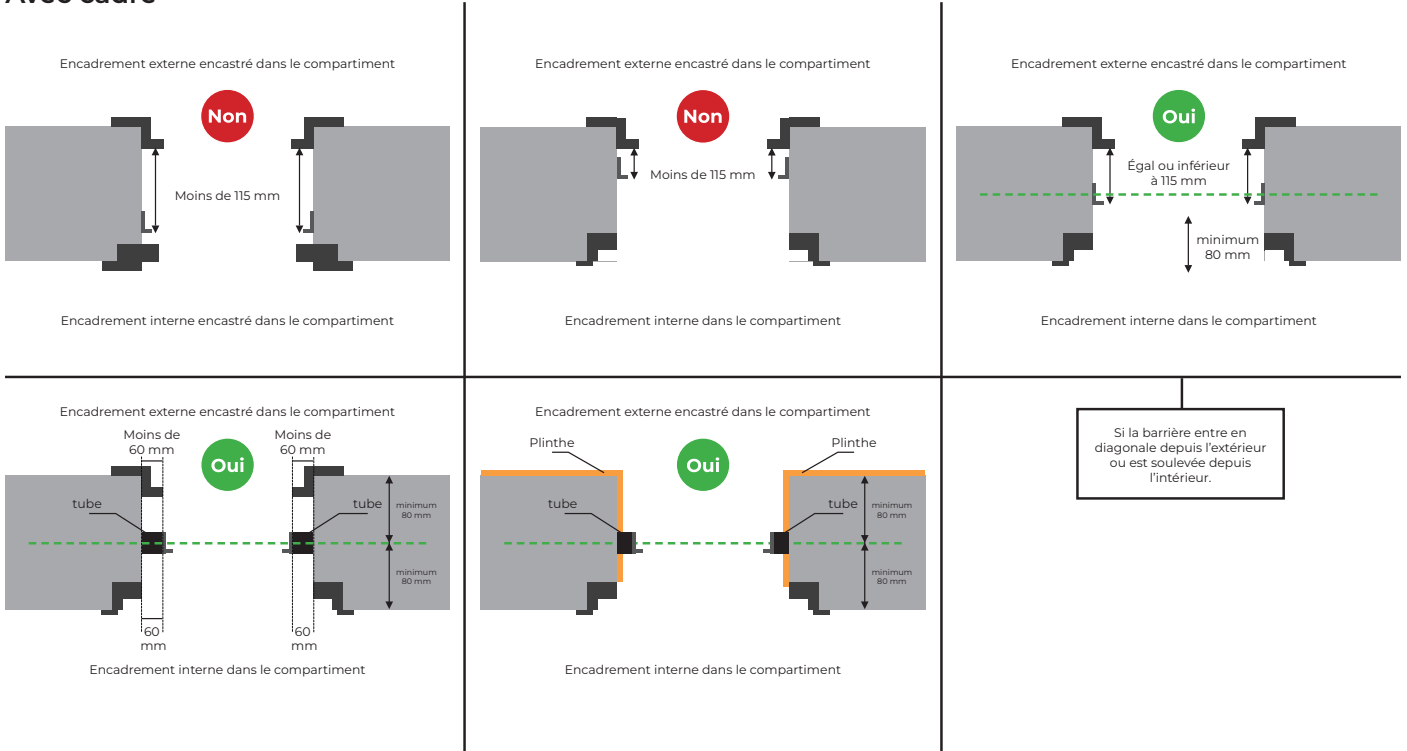 Avec cadre
Encadrement externe encastré dans le compartiment
Non
Moins de 115 mm
Encadrement interne encastré dans le compartiment
Encadrement externe encastré dans le compartiment
Non
Moins de 115 mm
Encadrement interne dans le compartiment
Encadrement externe encastré dans le compartiment
Oui
Égal ou inférieur
à 115 mm
minimum
80 mm
Encadrement interne dans le compartiment
Encadrement externe encastré dans le compartiment
Moins de
60 mm
Oui
Moins de
60 mm
tube
tube
minimum
80 mm
minimum
80 mm
60
mm
60
mm
Encadrement interne dans le compartiment
Encadrement externe encastré dans le compartiment
Plinthe
Oui
Plinthe
tube
tube
minimum
80 mm
minimum
80 mm
Encadrement interne dans le compartiment
Si la barrière entre en
diagonale depuis l'extérieur
ou est soulevée depuis
l'intérieur.